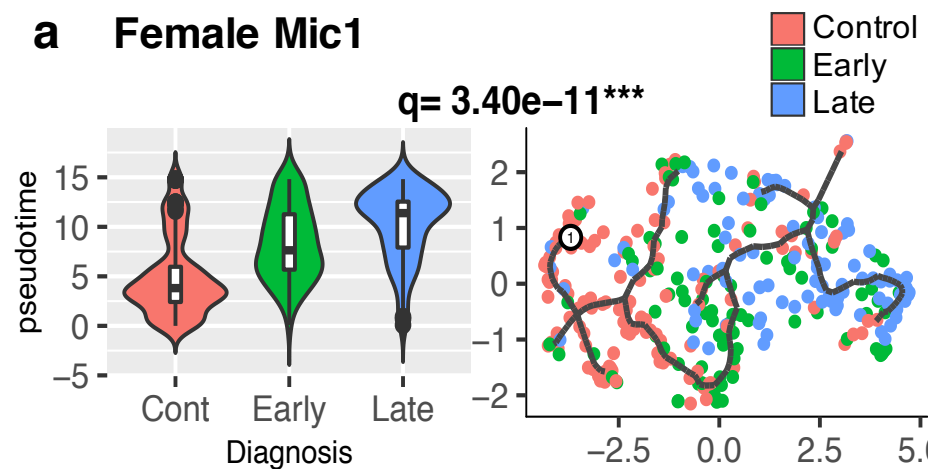 a Female Mic1
Control
Early
Late
q= 3.40e−11***
pseudotime
15
10
5
0
−5
Cont Early Late
Diagnosis
2
1
0
−1
−2
1
−2.5 0.0 2.5 5.0